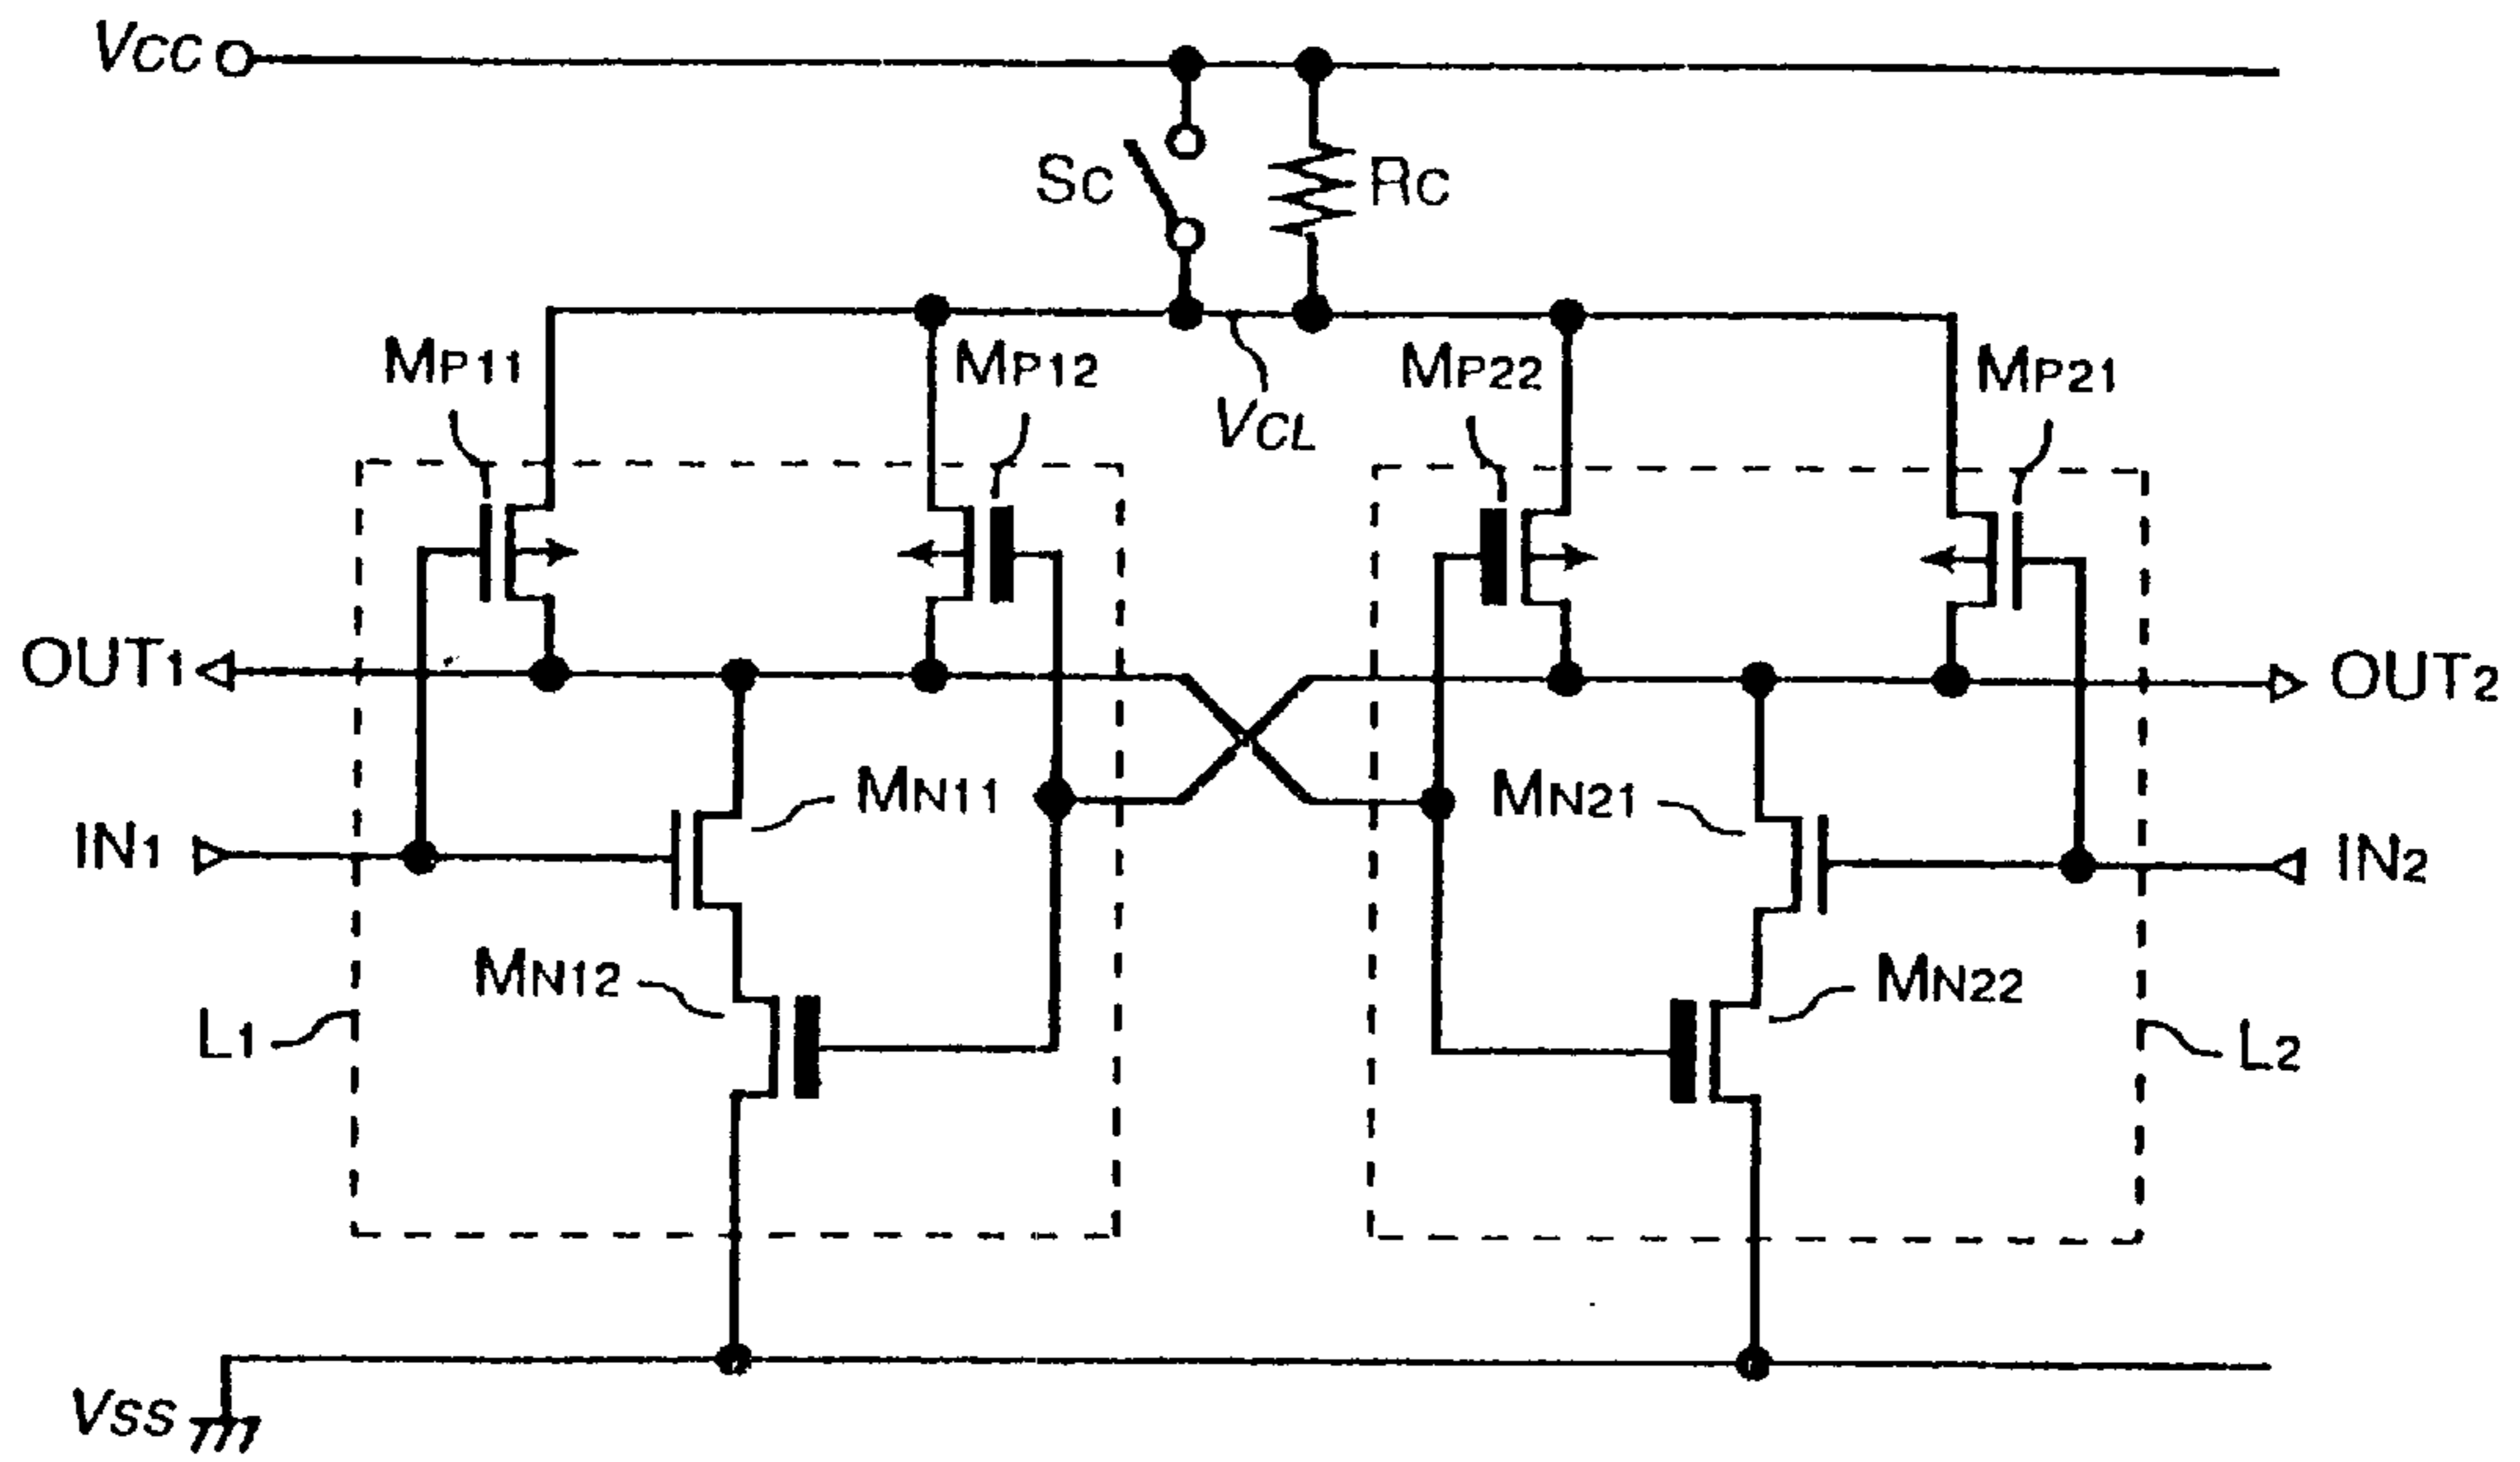 VCC
SC
RC
MP11
MP12
MP22
MP21
VCL
OUT1
OUT2
MN11
MN21
IN1
IN2
MN12
MN22
L1
L2
VSS